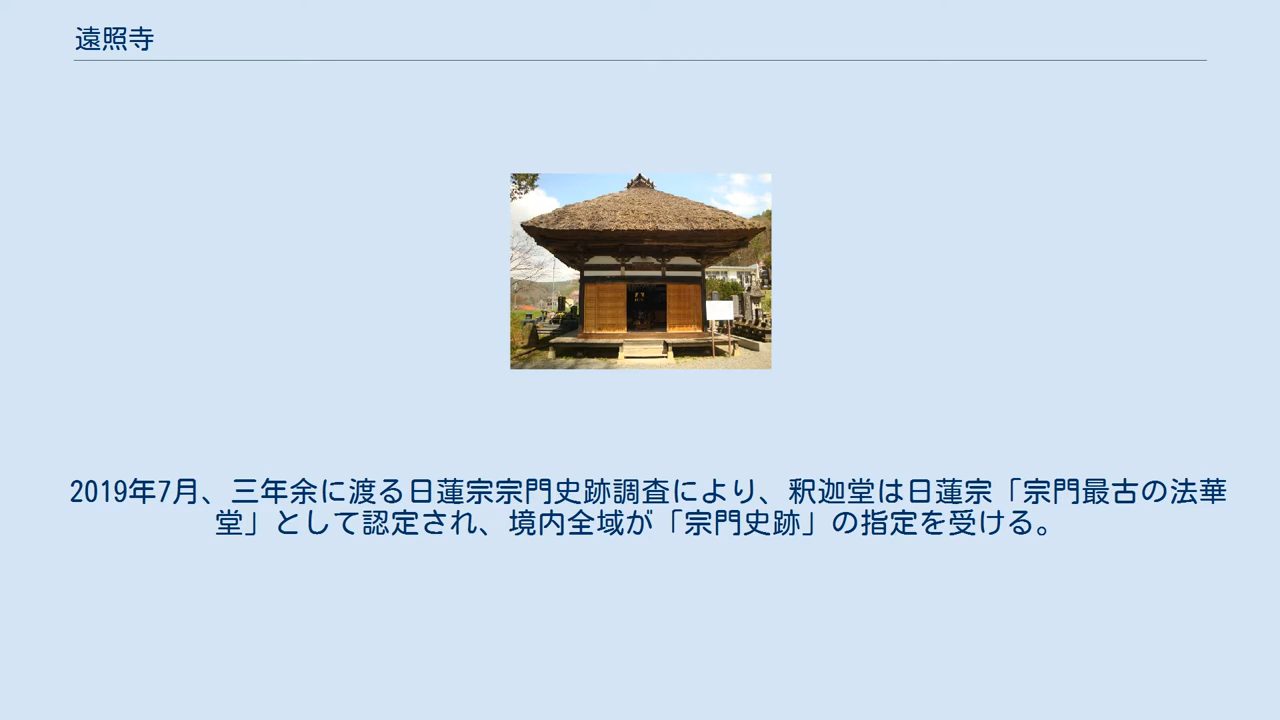 遠照寺
2019年7月、三年余に渡る日蓮宗宗門史跡調査により、釈迦堂は日蓮宗「宗門最古の法華
堂」として認定され、境内全域が「宗門史跡」の指定を受ける。